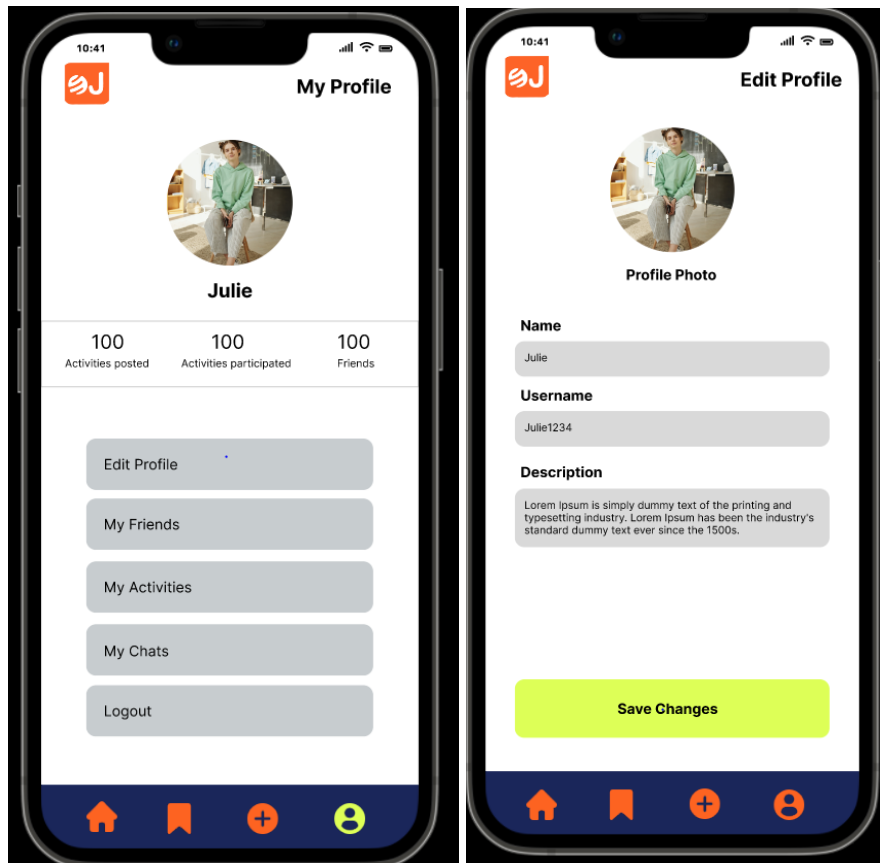 10:41
J
My Profile
Julie
100
100
100
Activities posted
Activities participated
Friends
Edit Profile
My Friends
My Activities
My Chats
Logout
10:41
J
Edit Profile
Profile Photo
Name
Julie
Username
Julie1234
Description
Lorem Ipsum is simply dummy text of the printing and
typesetting industry. Lorem Ipsum has been the industry's
standard dummy text ever since the 1500s.
Save Changes